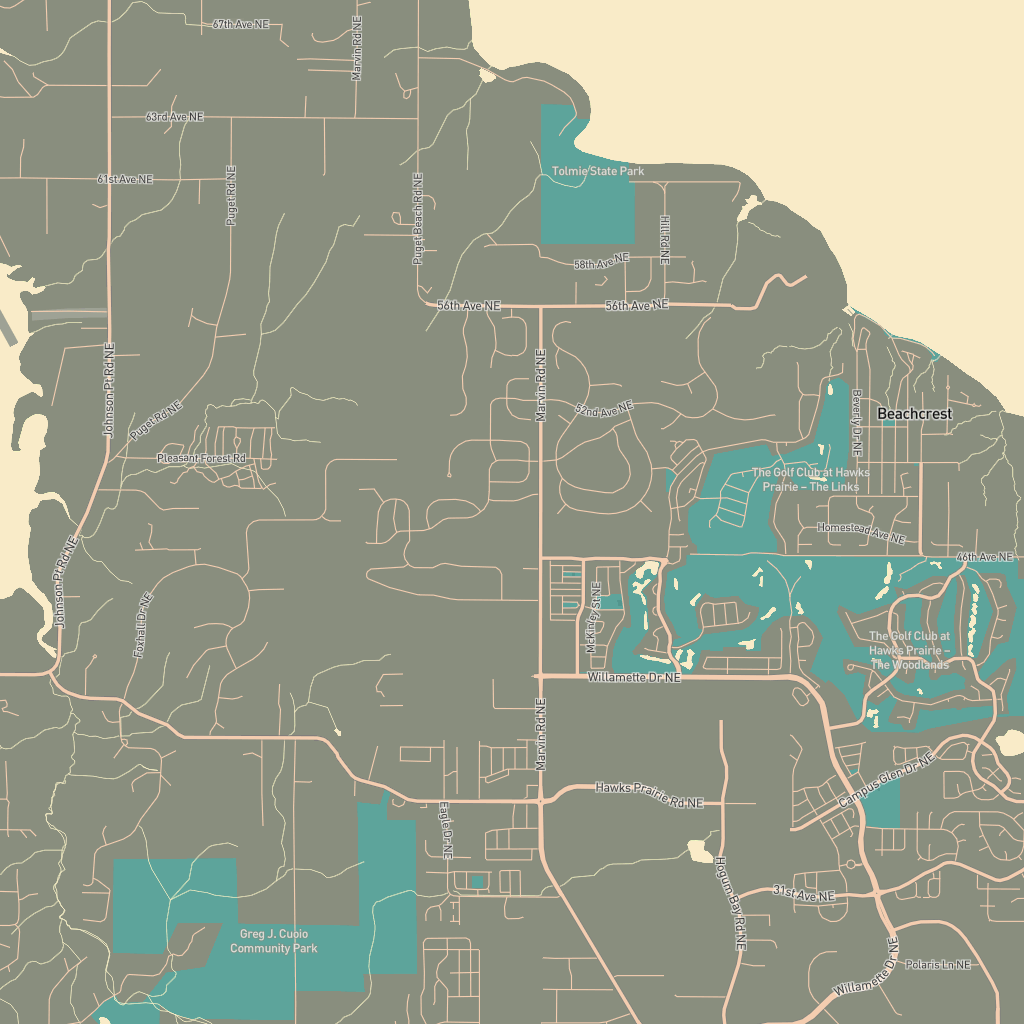 67th Ave NE
Marvin Rd NE
63rd Ave NE
Tolmie State Park
61st Ave NE
Puget Rd NE
Puget Beach Rd NE
Hill Rd NE
58th Ave NE
56th Ave NE
56th Ave NE
Johnson Pt Rd NE
Marvin Rd NE
Puget Rd NE
52nd Ave NE
Beverly Dr NE
Beachcrest
Pleasant Forest Rd
The Golf Club at Hawks
Prairie – The Links
Homestead Ave NE
46th Ave NE
Johnson Pt Rd NE
Foxhall Dr NE
McKinley St NE
The Golf Club at
Hawks Prairie –
The Woodlands
Willamette Dr NE
Marvin Rd NE
Hawks Prairie Rd NE
Campus Glen Dr NE
Eagle Dr NE
Hogum Bay Rd NE
31st Ave NE
Greg J. Cuoio
Community Park
Polaris Ln NE
Willamette Dr NE